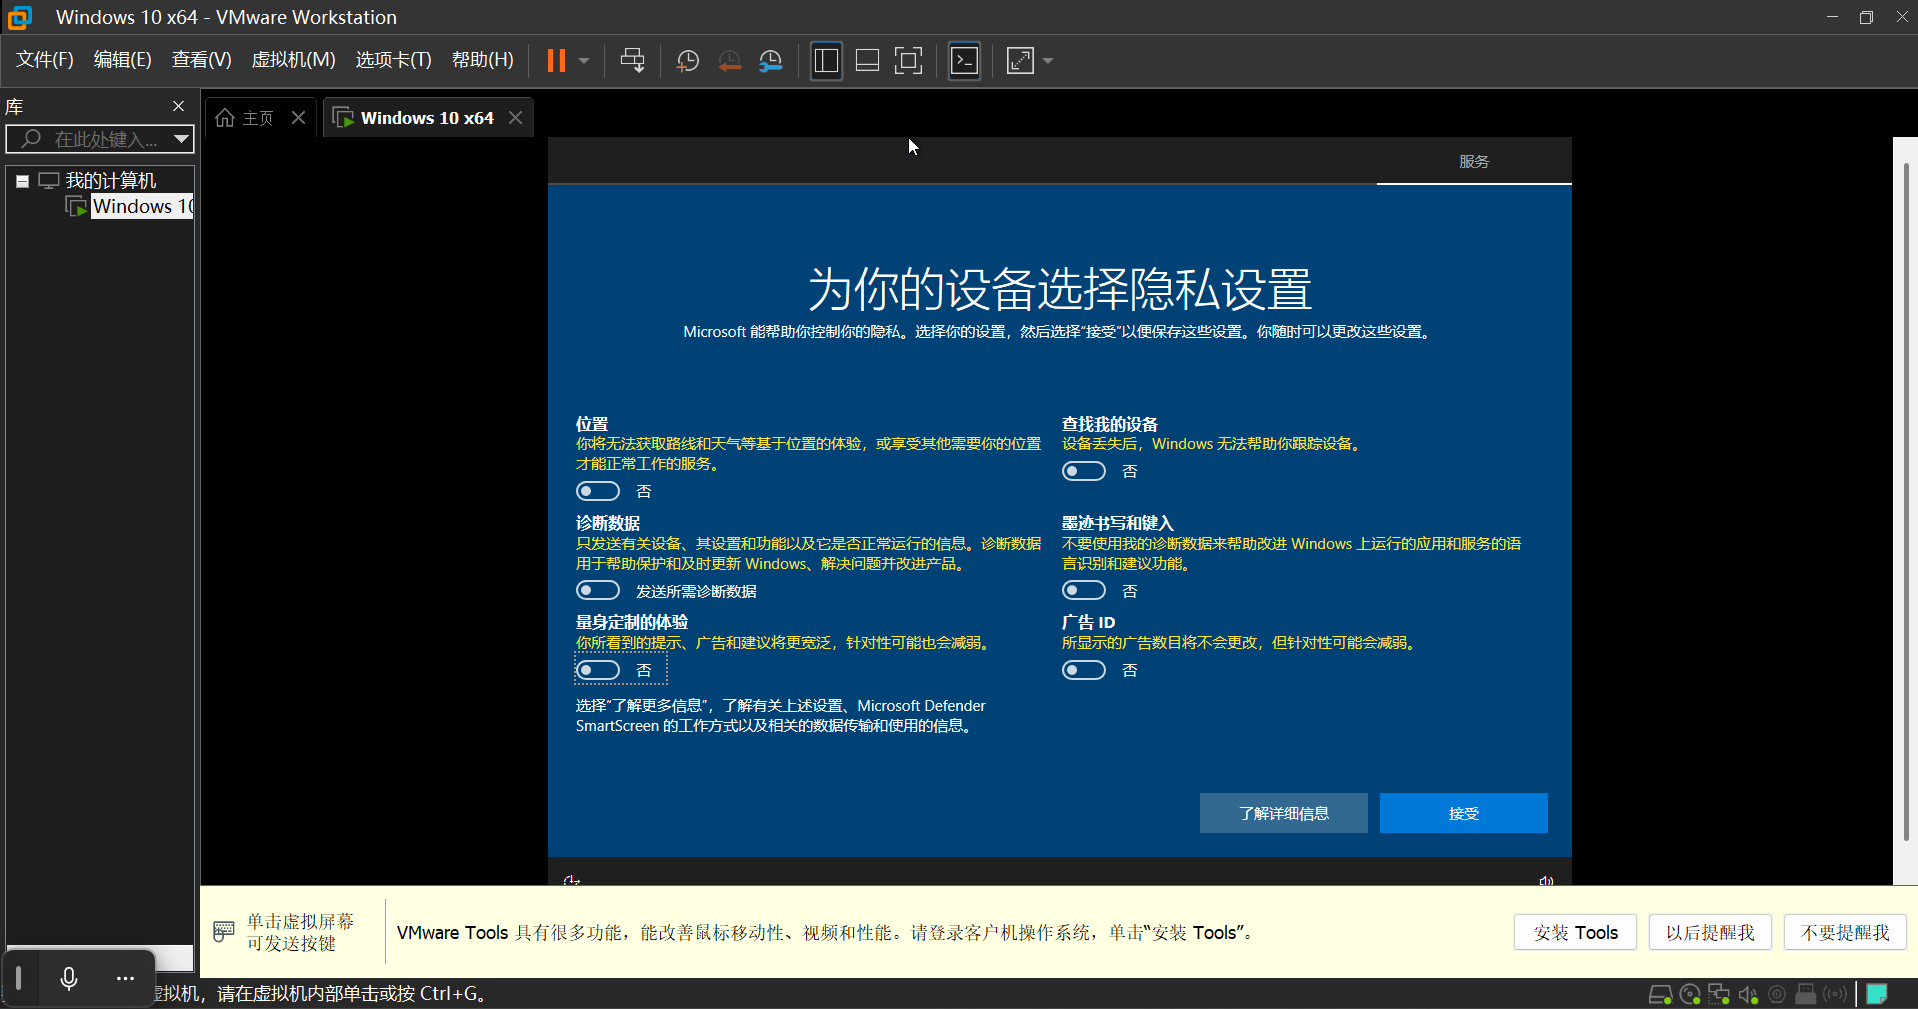 Windows 10 x64 - VMware Workstation
文件(F) 编辑(E) 查看(V) 虚拟机(M) 选项卡(T) 帮助(H)
库
在此处键入...
我的计算机
Windows 10
主页
Windows 10 x64
服务
为你的设备选择隐私设置
Microsoft 能帮助你控制你的隐私。选择你的设置，然后选择“接受”以便保存这些设置。你随时可以更改这些设置。
位置
你将无法获取路线和天气等基于位置的体验，或享受其他需要你的位置
才能正常工作的服务。
否
查找我的设备
设备丢失后，Windows 无法帮助你跟踪设备。
否
诊断数据
只发送有关设备、其设置和功能以及它是否正常运行的信息。诊断数据
用于帮助保护和及时更新 Windows、解决问题并改进产品。
发送所需诊断数据
墨迹书写和键入
不要使用我的诊断数据来帮助改进 Windows 上运行的应用和服务的语
言识别和建议功能。
否
量身定制的体验
你所看到的提示、广告和建议将更宽泛，针对性可能也会减弱。
否
广告 ID
所显示的广告数目将不会更改，但针对性可能会减弱。
否
选择“了解更多信息”，了解有关上述设置、Microsoft Defender
SmartScreen 的工作方式以及相关的数据传输和使用的信息。
了解详细信息
接受
单击虚拟屏幕
可发送按键
VMware Tools 具有很多功能，能改善鼠标移动性、视频和性能。请登录客户机操作系统，单击“安装 Tools”。
安装 Tools
以后提醒我
不要提醒我
拟机，请在虚拟机内部单击或按 Ctrl+G。